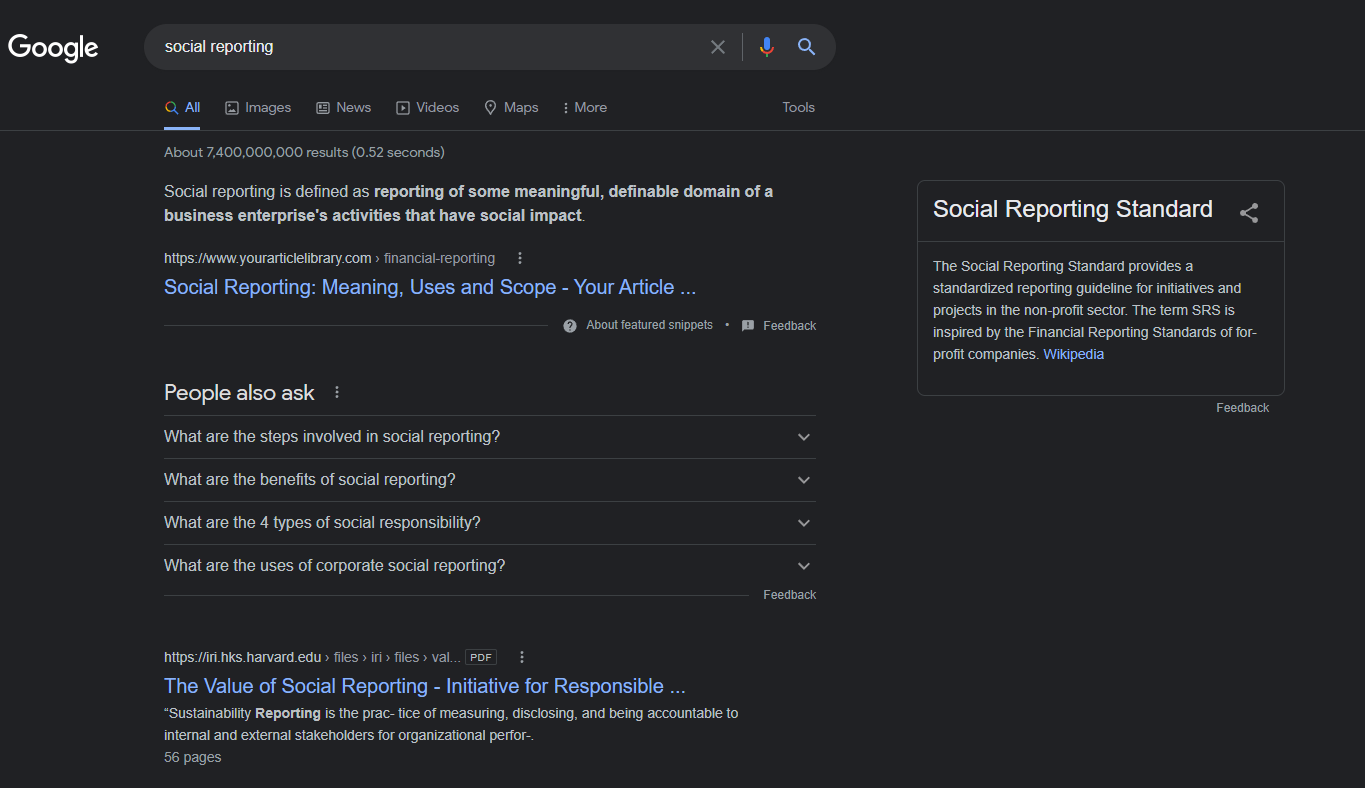 Google
social reporting
All Images News Videos Maps More Tools
About 7,400,000,000 results (0.52 seconds)
Social reporting is defined as reporting of some meaningful, definable domain of a
business enterprise's activities that have social impact.
https://www.yourarticlelibrary.com › financial-reporting
Social Reporting: Meaning, Uses and Scope - Your Article ...
About featured snippets • Feedback
People also ask
What are the steps involved in social reporting?
What are the benefits of social reporting?
What are the 4 types of social responsibility?
What are the uses of corporate social reporting?
Feedback
https://iri.hks.harvard.edu › files › iri › files › val... PDF
The Value of Social Reporting - Initiative for Responsible ...
“Sustainability Reporting is the prac- tice of measuring, disclosing, and being accountable to
internal and external stakeholders for organizational perfor-.
56 pages
Social Reporting Standard
The Social Reporting Standard provides a
standardized reporting guideline for initiatives and
projects in the non-profit sector. The term SRS is
inspired by the Financial Reporting Standards of for-
profit companies. Wikipedia
Feedback